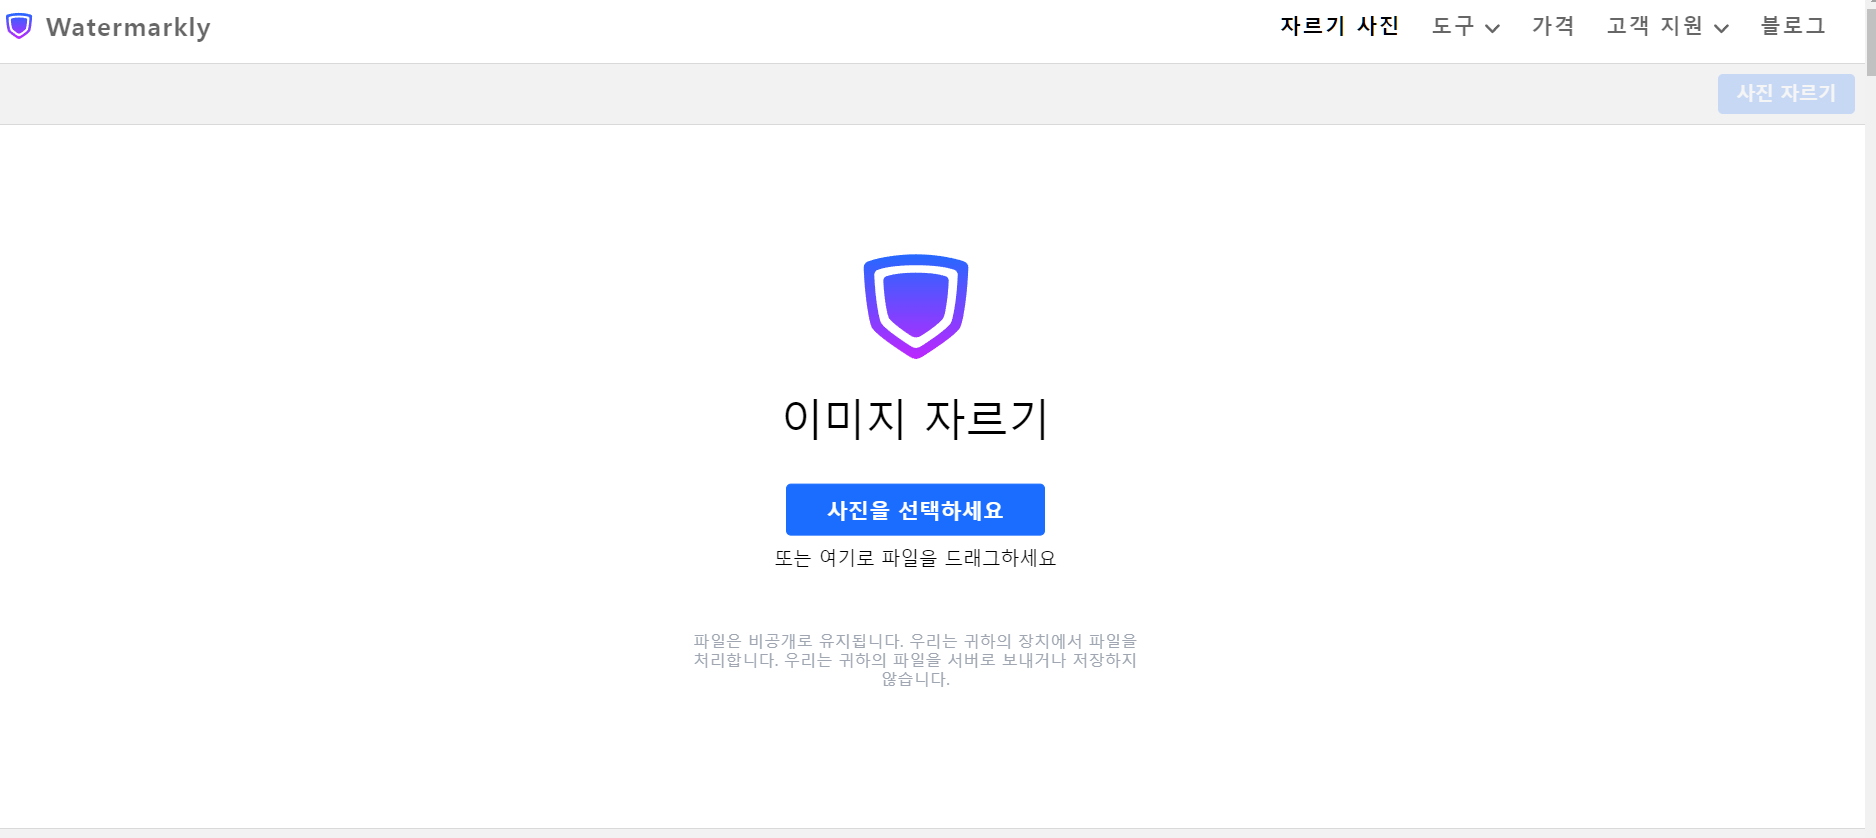 Watermarkly
자르기 사진 도구 가격 고객 지원 블로그
사진 자르기
이미지 자르기
사진을 선택하세요
또는 여기로 파일을 드래그하세요
파일은 비공개로 유지됩니다. 우리는 귀하의 장치에서 파일을
처리합니다. 우리는 귀하의 파일을 서버로 보내거나 저장하지
않습니다.